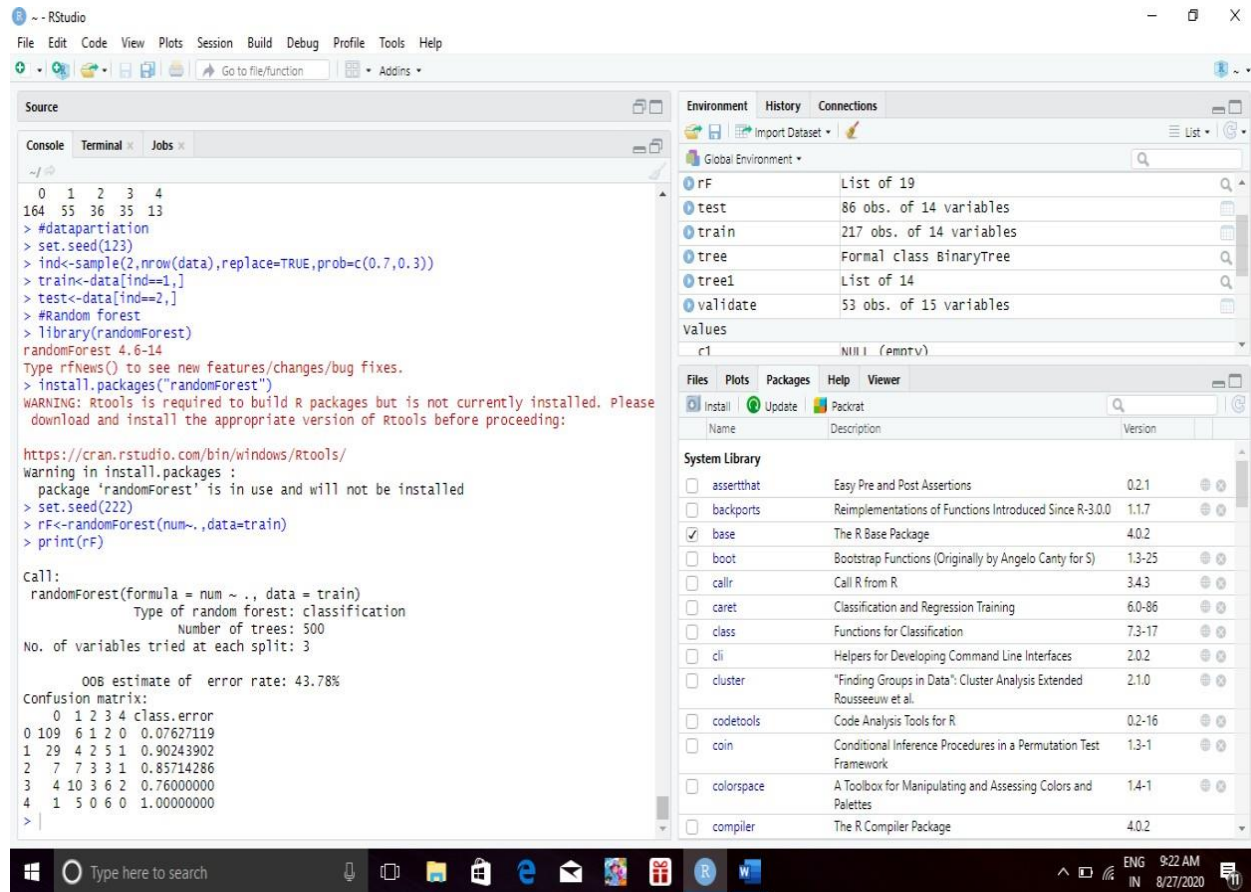 ~ - RStudio
File Edit Code View Plots Session Build Debug Profile Tools Help
Go to file/function Addins
Source
Console Terminal Jobs
~/
0 1 2 3 4
164 55 36 35 13
> #datapartiation
> set.seed(123)
> ind<-sample(2,nrow(data),replace=TRUE,prob=c(0.7,0.3))
> train<-data[ind==1,]
> test<-data[ind==2,]
> #Random forest
> library(randomForest)
randomForest 4.6-14
Type rfNews() to see new features/changes/bug fixes.
> install.packages("randomForest")
WARNING: Rtools is required to build R packages but is not currently installed. Please
download and install the appropriate version of Rtools before proceeding:
https://cran.rstudio.com/bin/windows/Rtools/
Warning in install.packages :
package ‘randomForest’ is in use and will not be installed
> set.seed(222)
> rF<-randomForest(num~.,data=train)
> print(rF)
Call:
randomForest(formula = num ~ ., data = train)
Type of random forest: classification
Number of trees: 500
No. of variables tried at each split: 3
OOB estimate of error rate: 43.78%
Confusion matrix:
0 1 2 3 4 class.error
0 109 6 1 2 0 0.07627119
1 29 4 2 5 1 0.90243902
2 7 7 3 3 1 0.85714286
3 4 10 3 6 2 0.76000000
4 1 5 0 6 0 1.00000000
>
Environment History Connections
Import Dataset List
Global Environment
rF List of 19
test 86 obs. of 14 variables
train 217 obs. of 14 variables
tree Formal class BinaryTree
tree1 List of 14
validate 53 obs. of 15 variables
Values
c1 NULL (empty)
Files Plots Packages Help Viewer
Install Update Packrat
Name Description Version
System Library
assertthat Easy Pre and Post Assertions 0.2.1
backports Reimplementations of Functions Introduced Since R-3.0.0 1.1.7
base The R Base Package 4.0.2
boot Bootstrap Functions (Originally by Angelo Canty for S) 1.3-25
callr Call R from R 3.4.3
caret Classification and Regression Training 6.0-86
class Functions for Classification 7.3-17
cli Helpers for Developing Command Line Interfaces 2.0.2
cluster "Finding Groups in Data": Cluster Analysis Extended 2.1.0
Rousseeuw et al.
codetools Code Analysis Tools for R 0.2-16
coin Conditional Inference Procedures in a Permutation Test 1.3-1
Framework
colorspace A Toolbox for Manipulating and Assessing Colors and 1.4-1
Palettes
compiler The R Compiler Package 4.0.2
Type here to search
ENG 9:22 AM
IN 8/27/2020